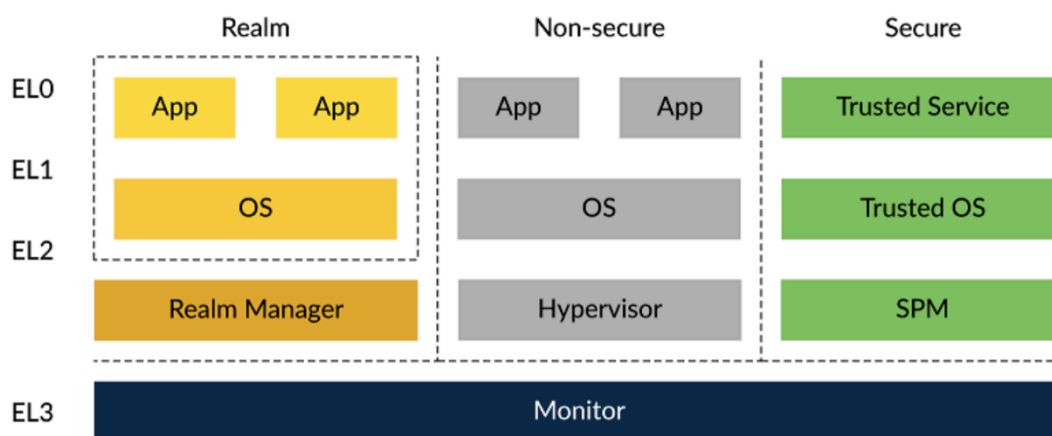 Realm Non-secure Secure
EL0 App App App App Trusted Service
EL1
OS OS Trusted OS
EL2
Realm Manager Hypervisor SPM
EL3 Monitor